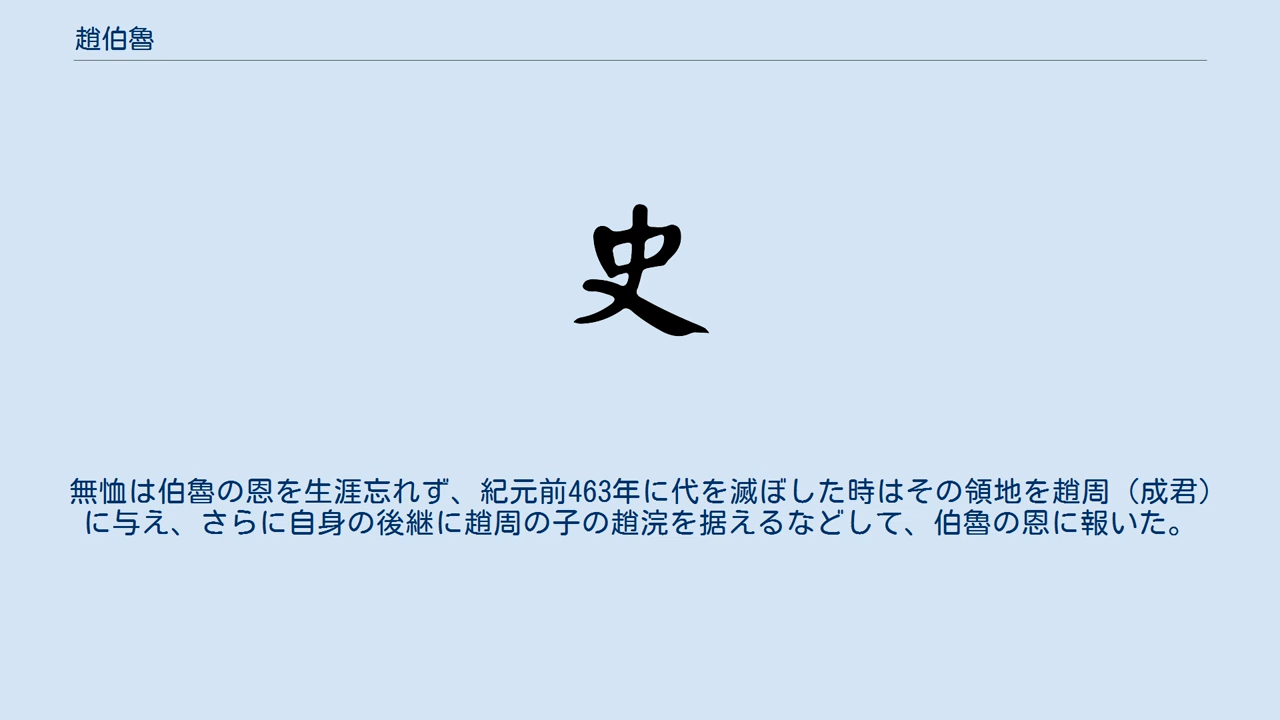 趙伯魯
史
無恤は伯魯の恩を生涯忘れず、紀元前463年に代を滅ぼした時はその領地を趙周（成君）
に与え、さらに自身の後継に趙周の子の趙浣を据えるなどして、伯魯の恩に報いた。